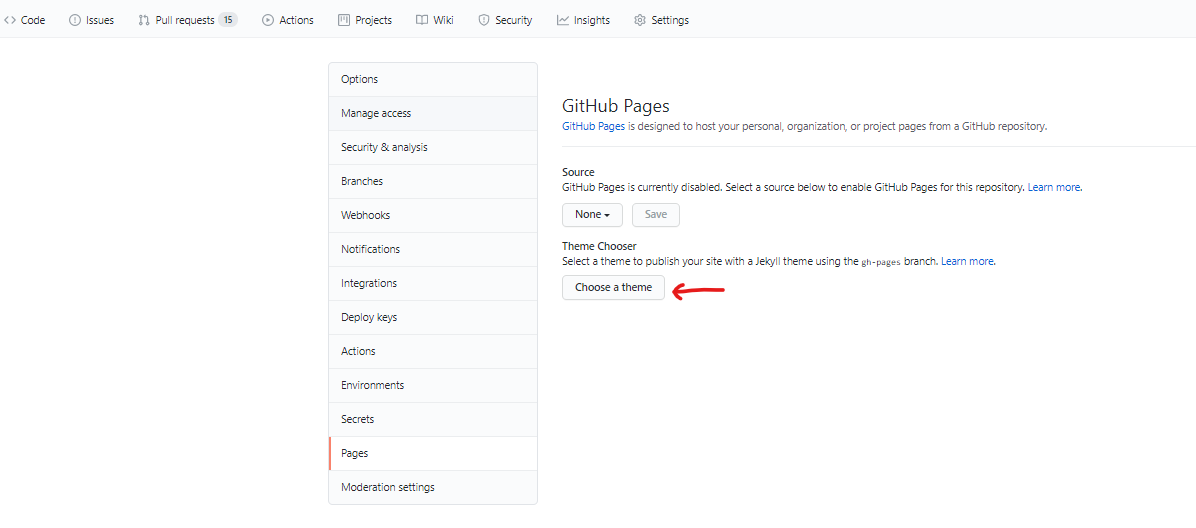 Code Issues Pull requests 15 Actions Projects Wiki Security Insights Settings
Options
Manage access
Security & analysis
Branches
Webhooks
Notifications
Integrations
Deploy keys
Actions
Environments
Secrets
Pages
Moderation settings
GitHub Pages
GitHub Pages is designed to host your personal, organization, or project pages from a GitHub repository.
Source
GitHub Pages is currently disabled. Select a source below to enable GitHub Pages for this repository. Learn more.
None Save
Theme Chooser
Select a theme to publish your site with a Jekyll theme using the gh-pages branch. Learn more.
Choose a theme